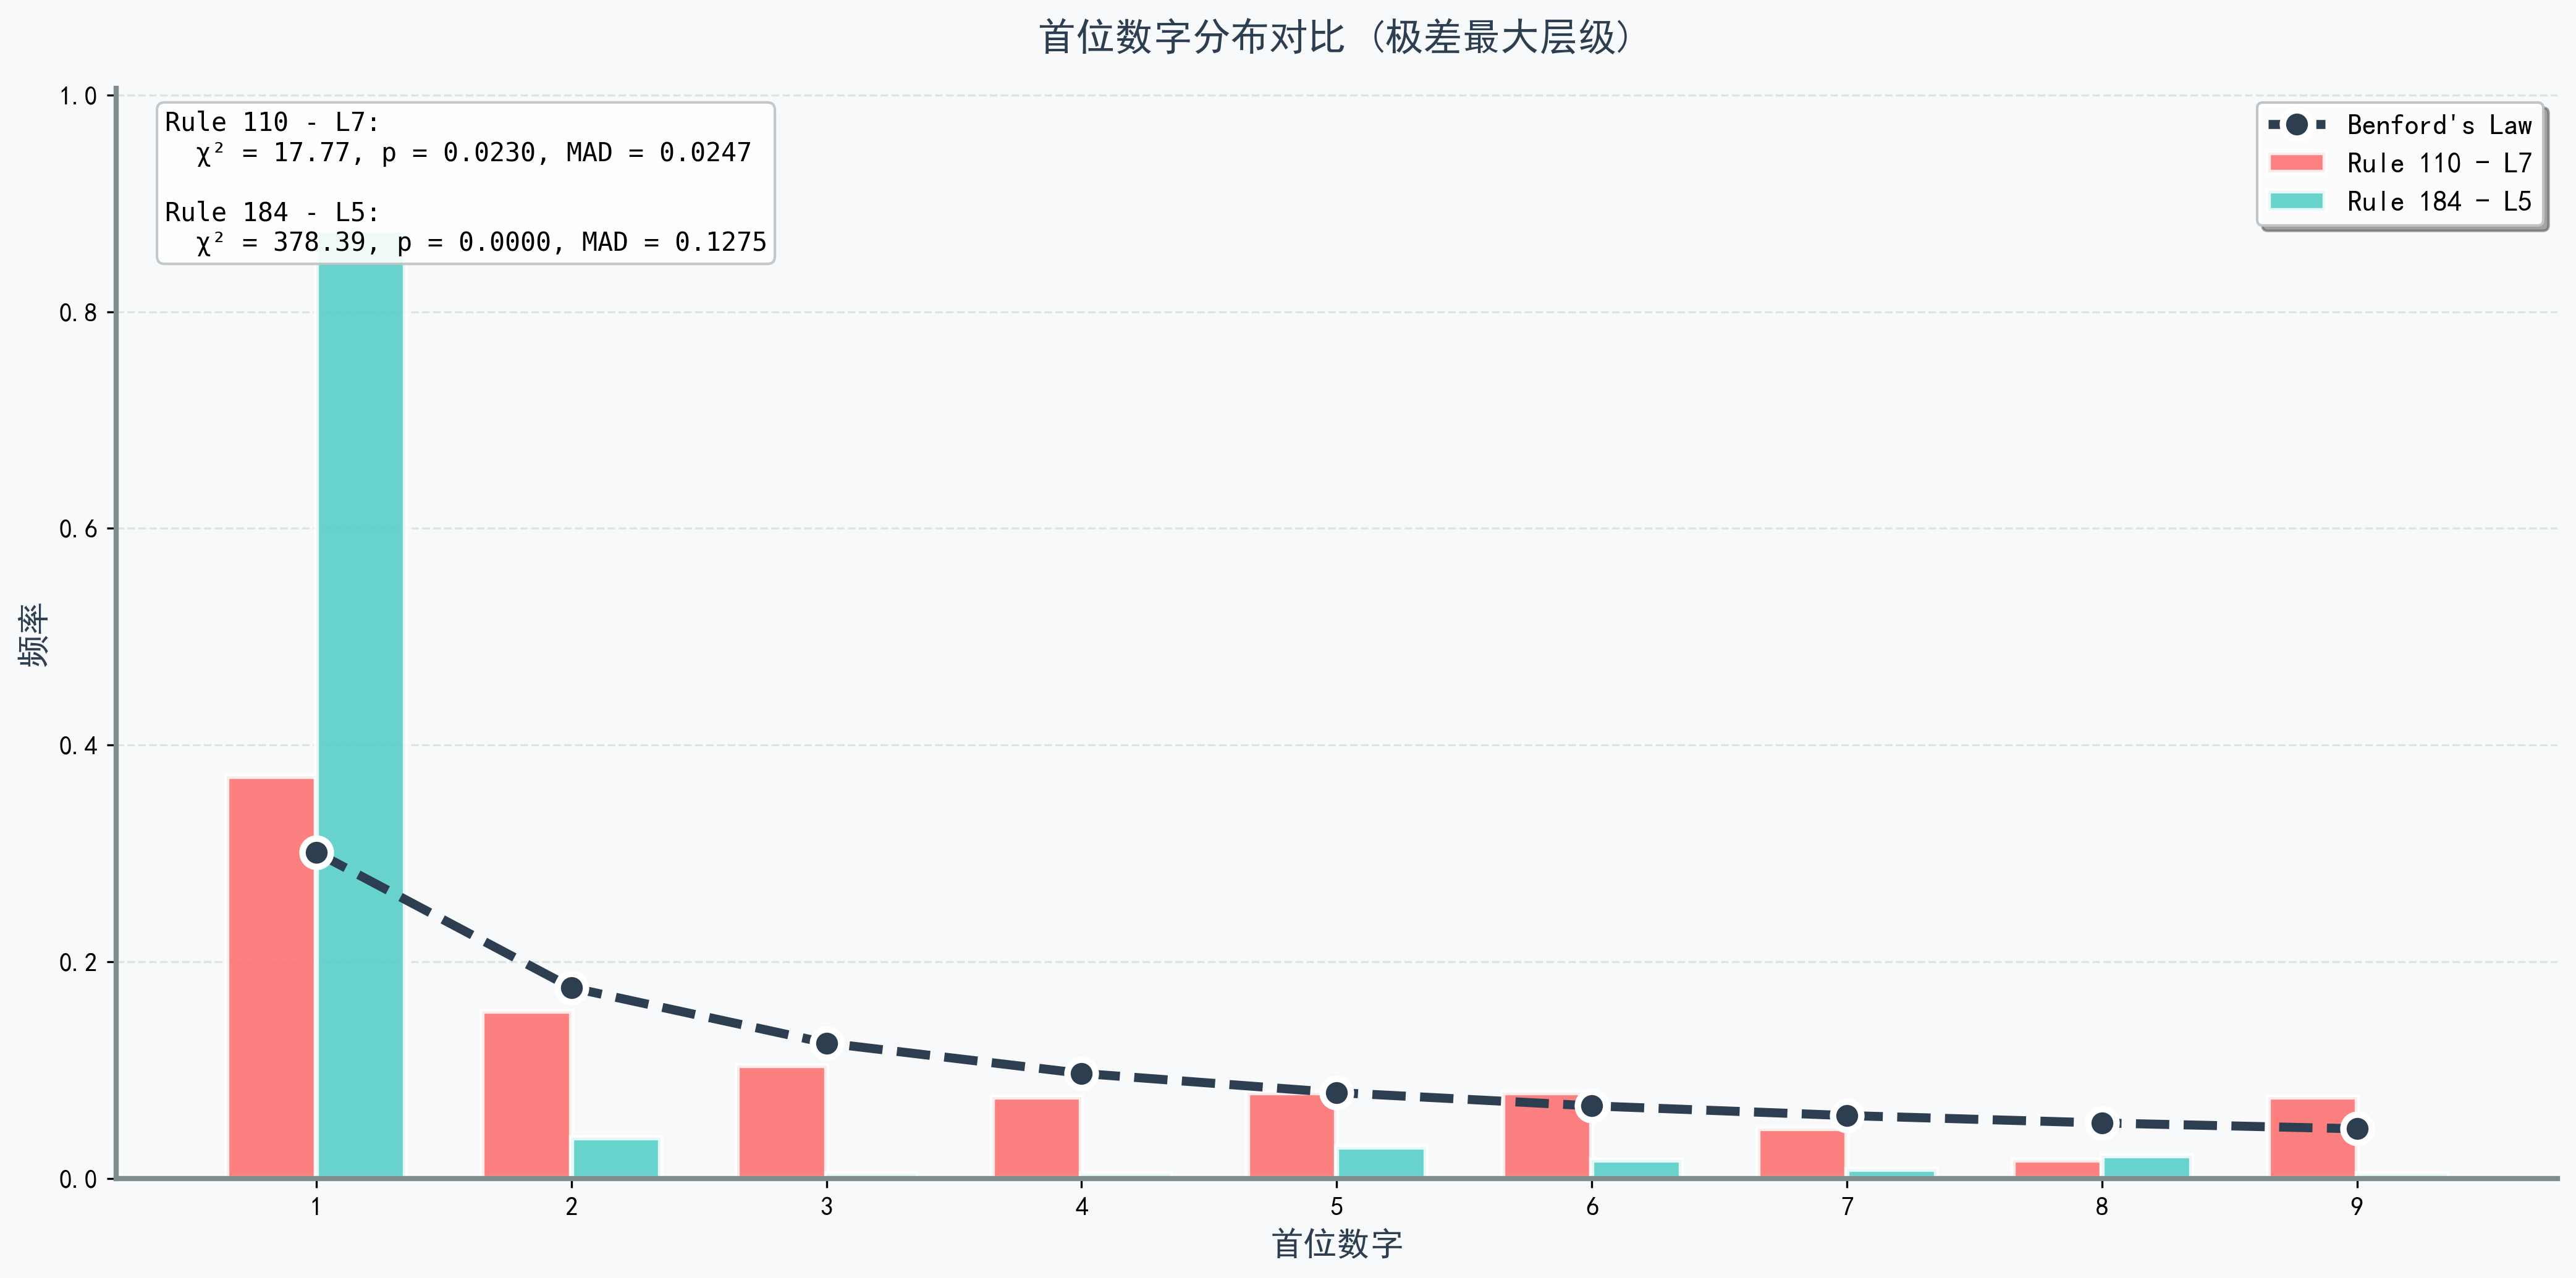 首位数字分布对比 (极差最大层级)
Rule 110 - L7:
χ² = 17.77, p = 0.0230, MAD = 0.0247
Rule 184 - L5:
χ² = 378.39, p = 0.0000, MAD = 0.1275
Benford's Law
Rule 110 - L7
Rule 184 - L5
频率
1.0
0.8
0.6
0.4
0.2
0.0
1 2 3 4 5 6 7 8 9
首位数字